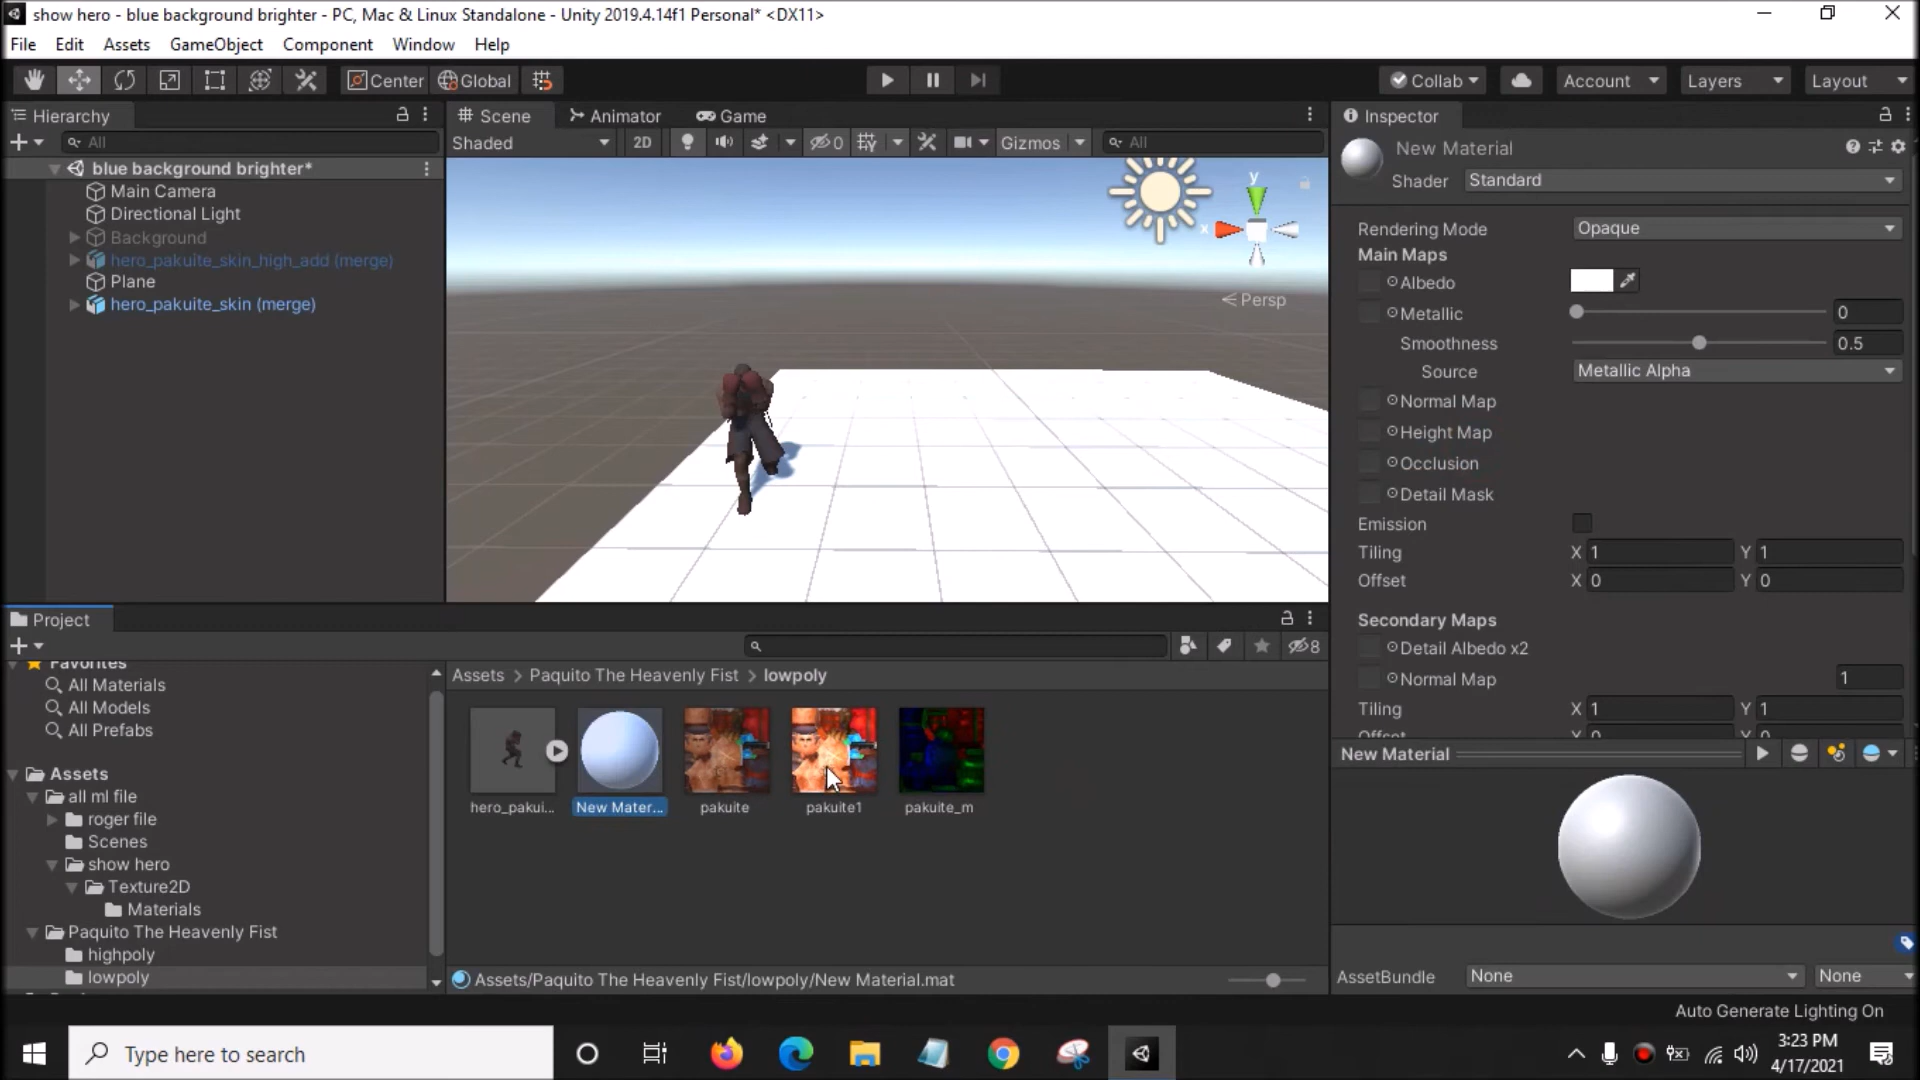 show hero - blue background brighter - PC, Mac & Linux Standalone - Unity 2019.4.14f1 Personal* <DX11>
File Edit Assets GameObject Component Window Help
Center Global Collab Account Layers Layout
Hierarchy
All
blue background brighter*
Main Camera
Directional Light
Background
hero_pakuite_skin_high_add (merge)
Plane
hero_pakuite_skin (merge)
Scene Animator Game
Shaded 2D 0 Gizmos All
y
x
Persp
Inspector
New Material
Shader Standard
Rendering Mode Opaque
Main Maps
Albedo
Metallic 0
Smoothness 0.5
Source Metallic Alpha
Normal Map
Height Map
Occlusion
Detail Mask
Emission
Tiling X 1 Y 1
Offset X 0 Y 0
Secondary Maps
Detail Albedo x2
Normal Map 1
Tiling X 1 Y 1
Offset X 0 Y 0
New Material
AssetBundle None None
Auto Generate Lighting On
Project
8
Favorites
All Materials
All Models
All Prefabs
Assets
all ml file
roger file
Scenes
show hero
Texture2D
Materials
Paquito The Heavenly Fist
highpoly
lowpoly
Assets > Paquito The Heavenly Fist > lowpoly
hero_pakui... New Mater... pakuite pakuite1 pakuite_m
Assets/Paquito The Heavenly Fist/lowpoly/New Material.mat
Type here to search
3:23 PM
4/17/2021